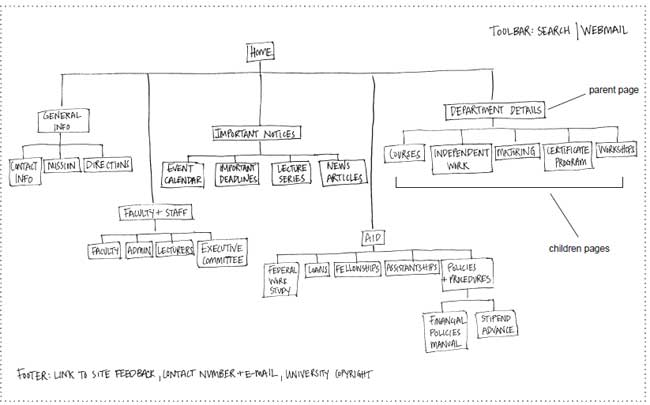 TOOLBAR: SEARCH | WEBMAIL
HOME
parent page
GENERAL
INFO
DEPARTMENT DETAILS
IMPORTANT NOTICES
CONTACT
INFO
MISSION
DIRECTIONS
EVENT
CALENDAR
IMPORTANT
DEADLINES
LECTURE
SERIES
NEWS
ARTICLES
COURSES
INDEPENDENT
WORK
CERTIFICATE
PROGRAM
WORKSHOPS
FACULTY + STAFF
children pages
FACULTY
ADMIN
LECTURERS
EXECUTIVE
COMMITTEE
AID
FEDERAL
WORK
STUDY
LOANS
FELLOWSHIPS
ASSISTANTSHIPS
POLICIES
+ PROCEDURES
FINANCIAL
POLICIES
MANUAL
STIPEND
ADVANCE
FOOTER: LINK TO SITE FEEDBACK, CONTACT NUMBER + E-MAIL, UNIVERSITY COPYRIGHT